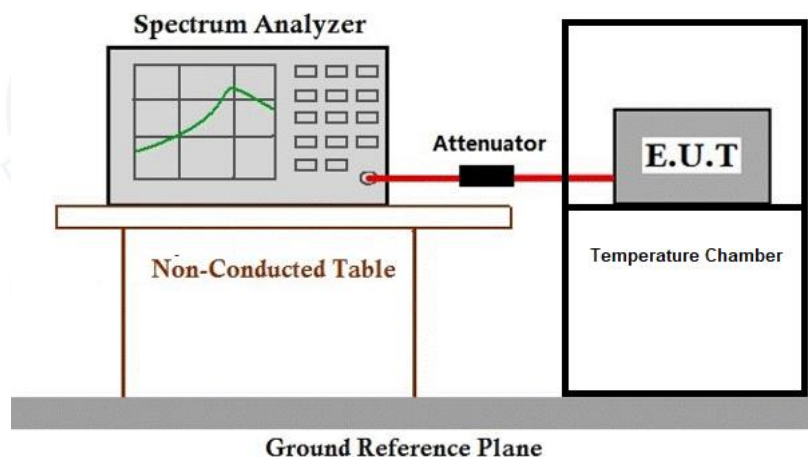 Spectrum Analyzer
Attenuator
E.U.T
Non-Conducted Table
Temperature Chamber
Ground Reference Plane